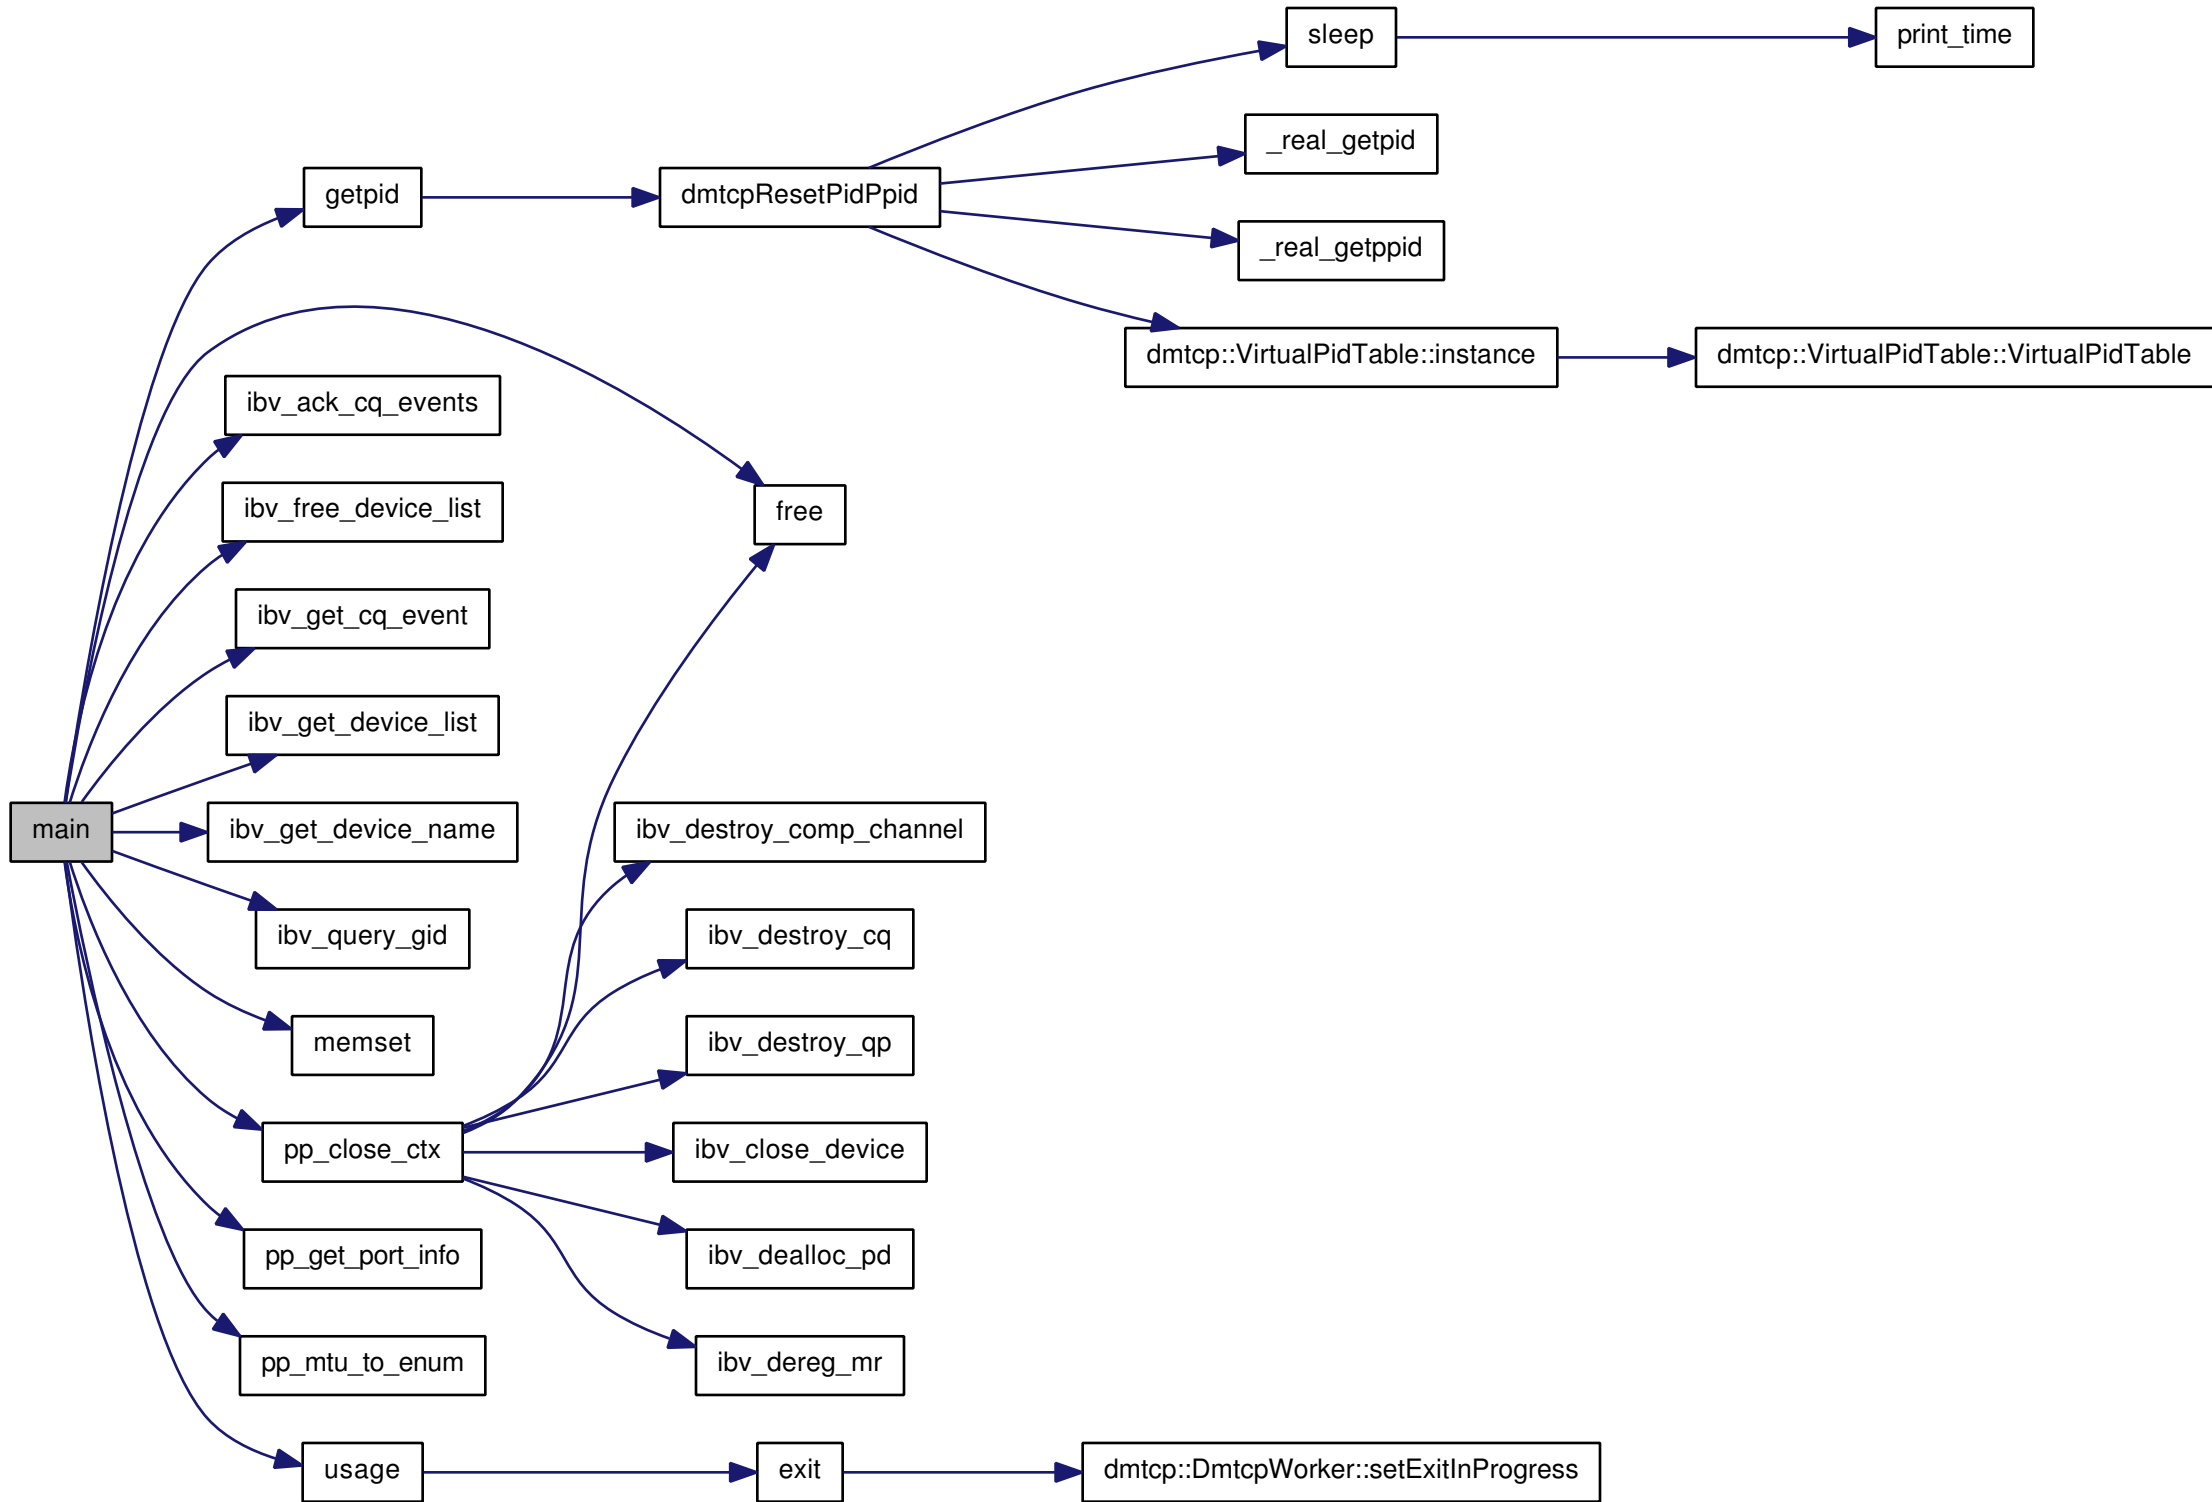 sleep
print_time
_real_getpid
getpid
dmtcpResetPidPpid
_real_getppid
dmtcp::VirtualPidTable::instance
dmtcp::VirtualPidTable::VirtualPidTable
ibv_ack_cq_events
ibv_free_device_list
free
ibv_get_cq_event
ibv_get_device_list
main
ibv_get_device_name
ibv_destroy_comp_channel
ibv_query_gid
ibv_destroy_cq
memset
ibv_destroy_qp
pp_close_ctx
ibv_close_device
pp_get_port_info
ibv_dealloc_pd
pp_mtu_to_enum
ibv_dereg_mr
usage
exit
dmtcp::DmtcpWorker::setExitInProgress